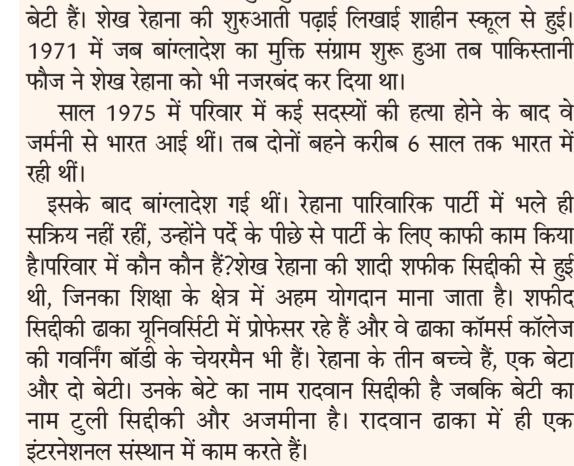 बेटी हैं। शेख रेहाना की शुरुआती पढ़ाई लिखाई शाहीन स्कूल से हुई।
1971 में जब बांग्लादेश का मुक्ति संग्राम शुरू हुआ तब पाकिस्तानी
फौज ने शेख रेहाना को भी नजरबंद कर दिया था।
साल 1975 में परिवार में कई सदस्यों की हत्या होने के बाद वे
जर्मनी से भारत आई थीं। तब दोनों बहने करीब 6 साल तक भारत में
रही थीं।
इसके बाद बांग्लादेश गई थीं। रेहाना पारिवारिक पार्टी में भले ही
सक्रिय नहीं रहीं, उन्होंने पर्दे के पीछे से पार्टी के लिए काफी काम किया
है।परिवार में कौन कौन हैं?शेख रेहाना की शादी शफीक सिद्दीकी से हुई
थी, जिनका शिक्षा के क्षेत्र में अहम योगदान माना जाता है। शफीद
सिद्दीकी ढाका यूनिवर्सिटी में प्रोफेसर रहे हैं और वे ढाका कॉमर्स कॉलेज
की गवर्निंग बॉडी के चेयरमैन भी हैं। रेहाना के तीन बच्चे हैं, एक बेटा
और दो बेटी। उनके बेटे का नाम रादवान सिद्दीकी है जबकि बेटी का
नाम टुली सिद्दीकी और अजमीना है। रादवान ढाका में ही एक
इंटरनेशनल संस्थान में काम करते हैं।